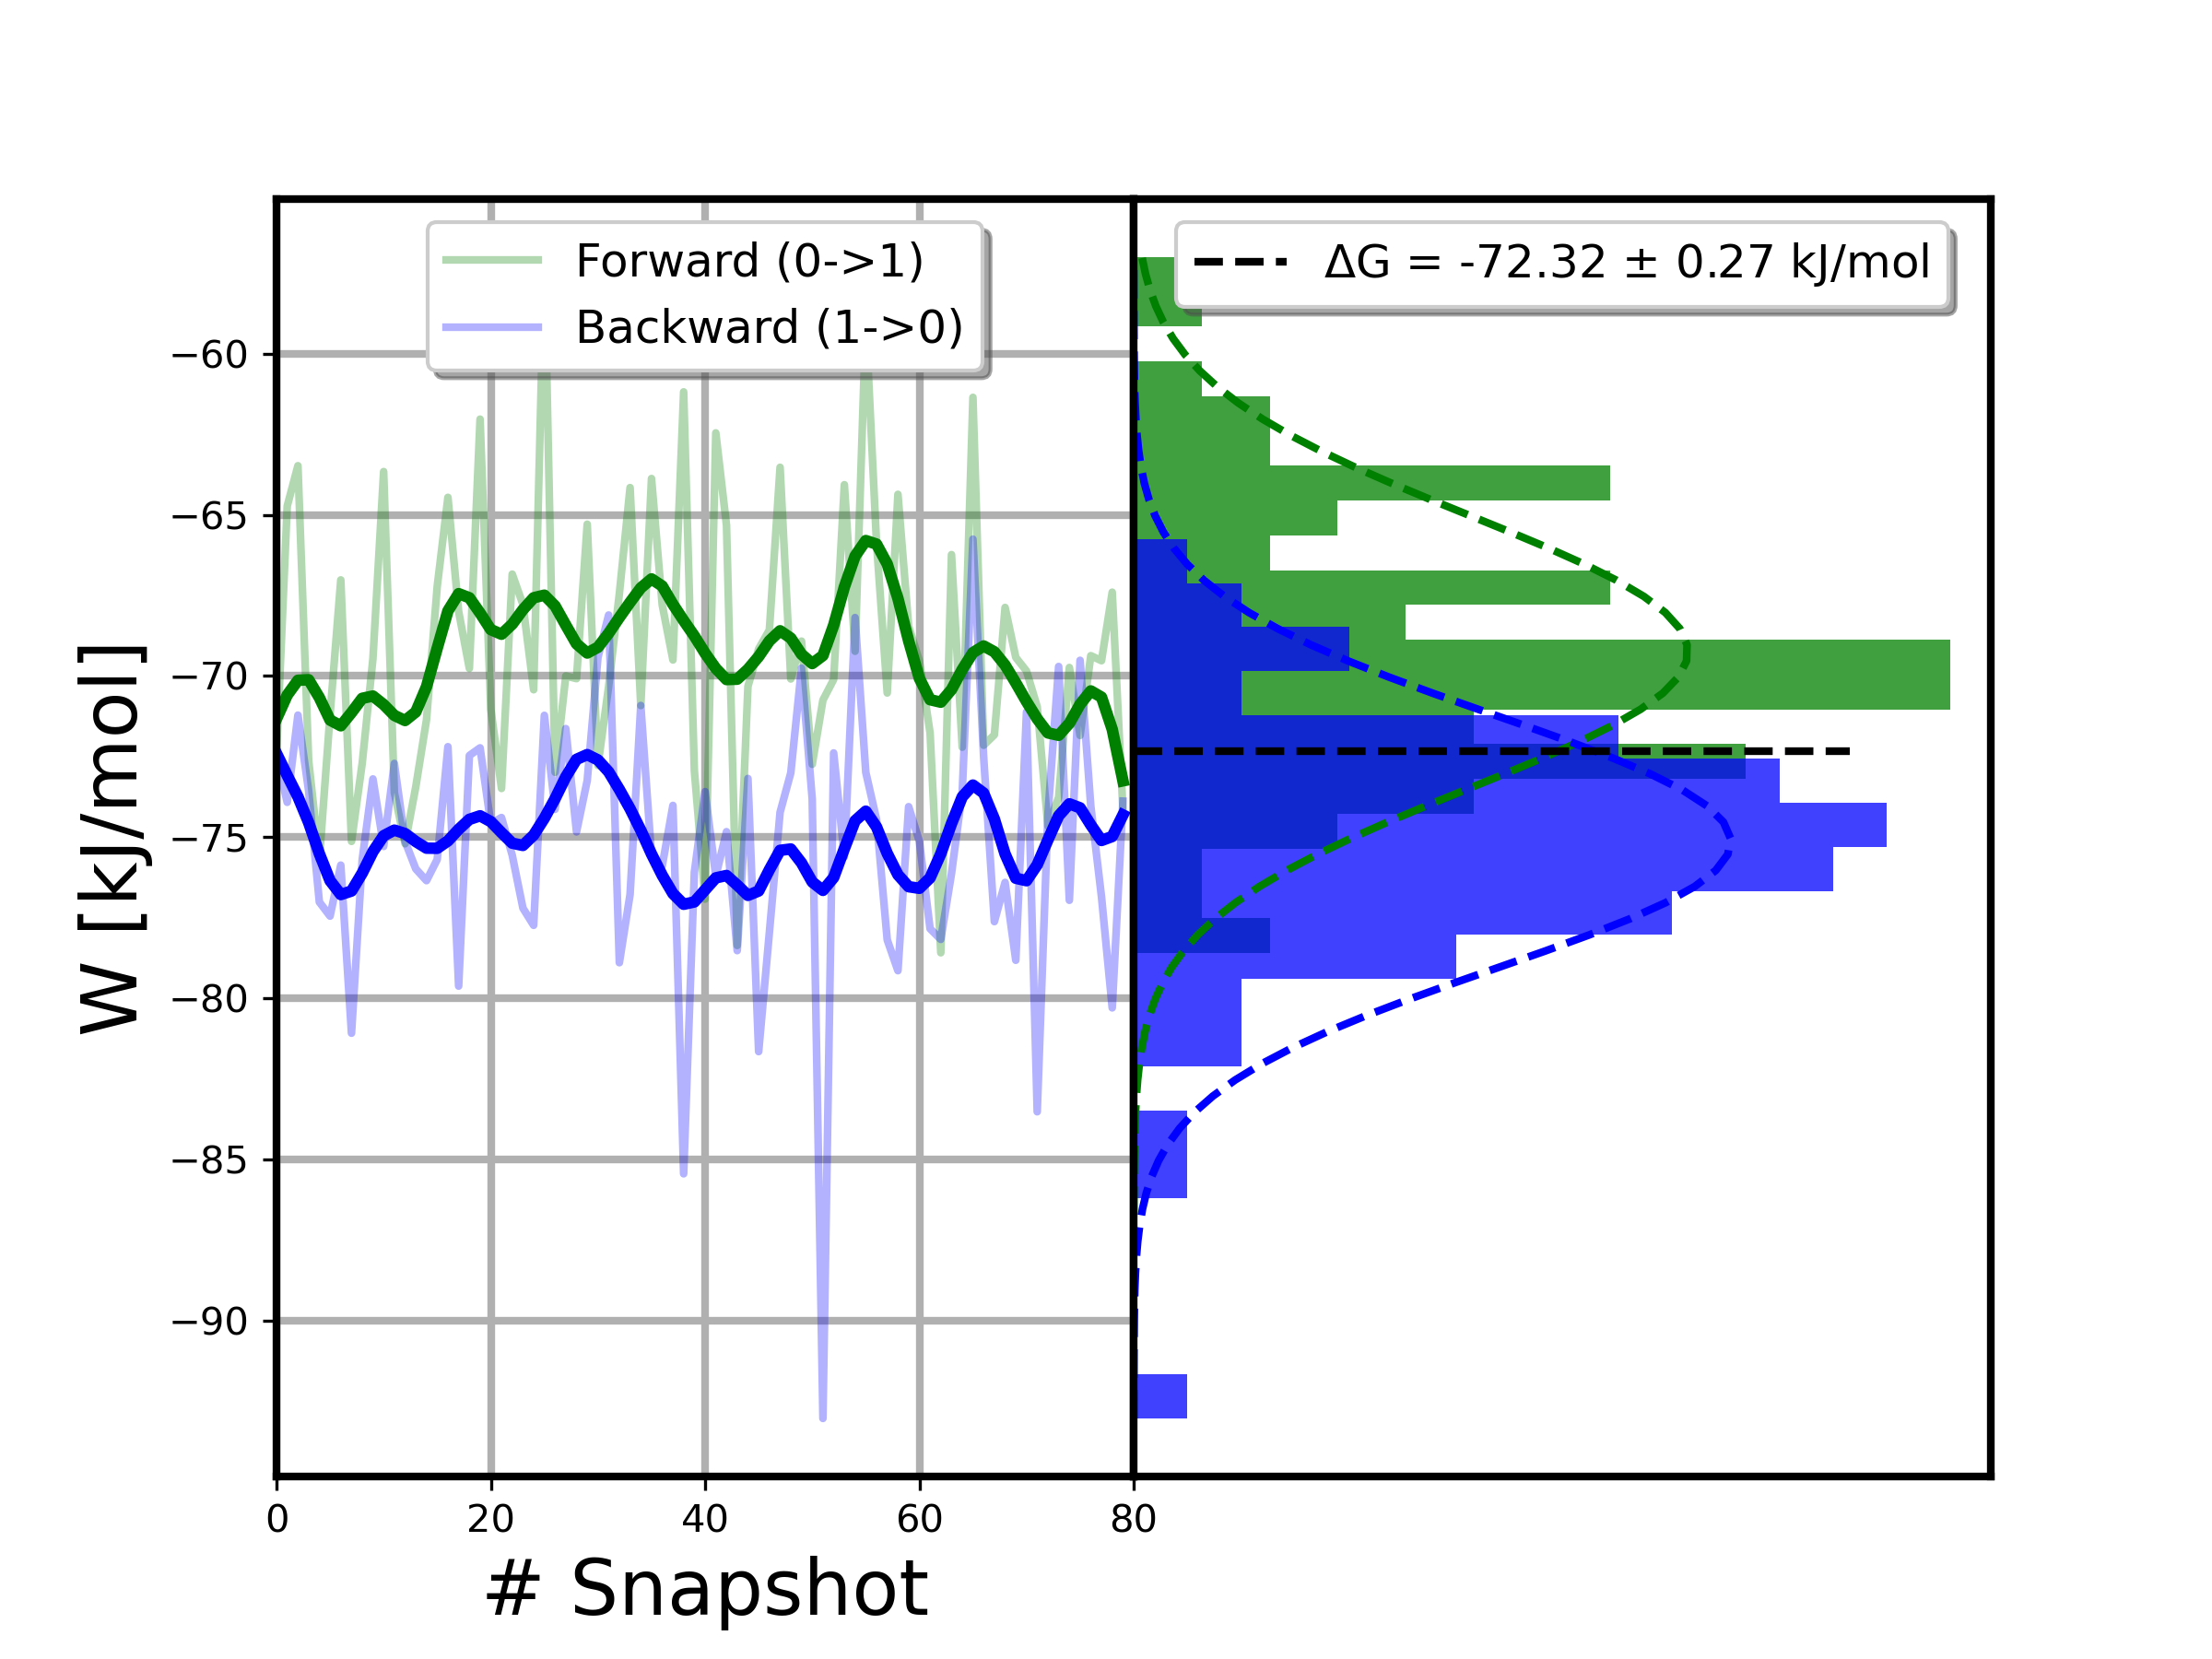 Forward (0->1)
Backward (1->0)
ΔG = -72.32 ± 0.27 kJ/mol
W [kJ/mol]
−60
−65
−70
−75
−80
−85
−90
0 20 40 60 80
# Snapshot